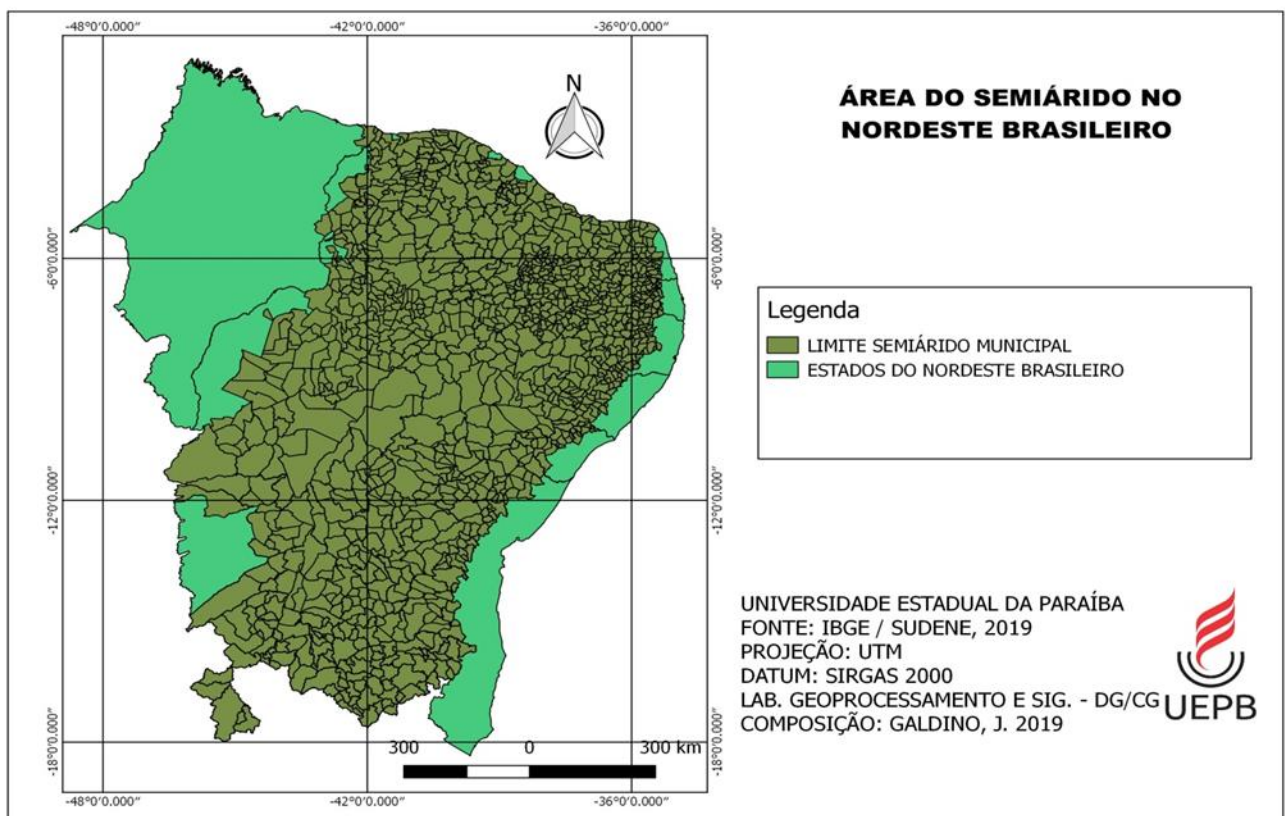 -48°0′0.000″
-42°0′0.000″
-36°0′0.000″
N
ÁREA DO SEMIÁRIDO NO
NORDESTE BRASILEIRO
-6°0′0.000″
-6°0′0.000″
Legenda
LIMITE SEMIÁRIDO MUNICIPAL
ESTADOS DO NORDESTE BRASILEIRO
-12°0′0.000″
-12°0′0.000″
UNIVERSIDADE ESTADUAL DA PARAÍBA
FONTE: IBGE / SUDENE, 2019
PROJEÇÃO: UTM
DATUM: SIRGAS 2000
LAB. GEOPROCESSAMENTO E SIG. - DG/CG
COMPOSIÇÃO: GALDINO, J. 2019
UEPB
300 0 300 km
-18°0′0.000″
-18°0′0.000″
-48°0′0.000″
-42°0′0.000″
-36°0′0.000″